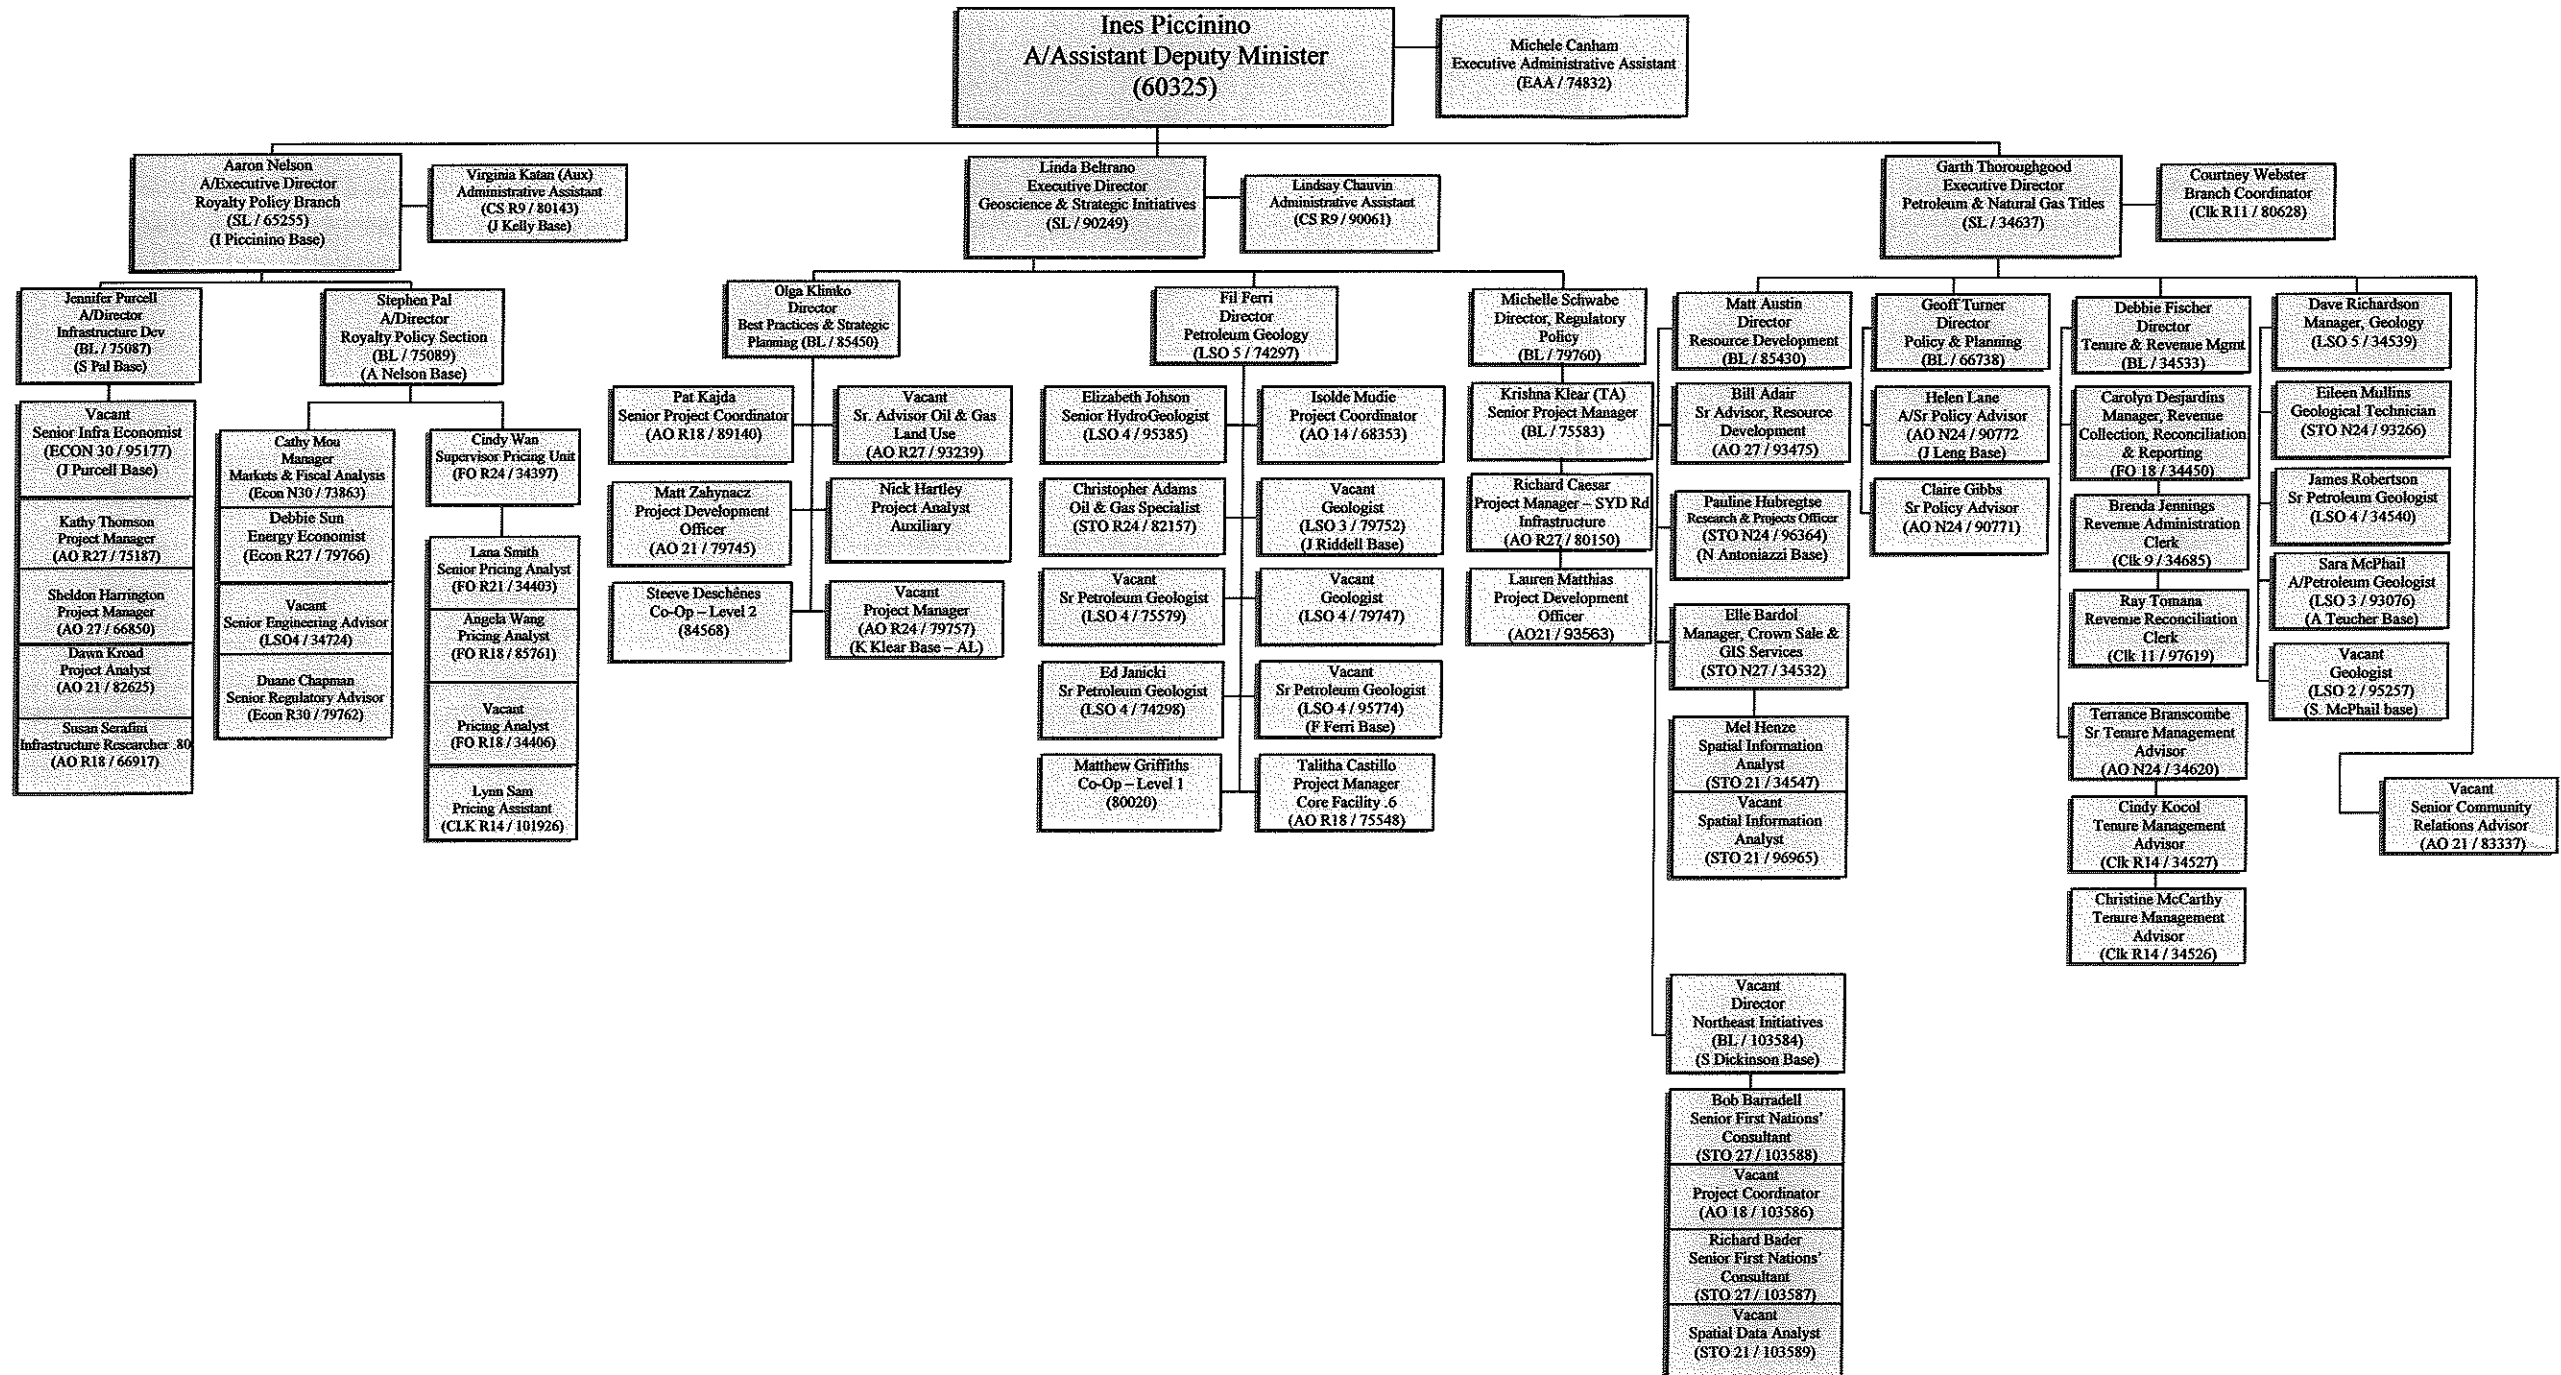 Ines Piccinino
A/Assistant Deputy Minister
(60325)
Michele Canham
Executive Administrative Assistant
(EAA / 74832)
Aaron Nelson
A/Executive Director
Royalty Policy Branch
(SL / 65255)
(I Piccinino Base)
Virginia Katan (Aux)
Administrative Assistant
(CS R9 / 80143)
(J Kelly Base)
Linda Beltrano
Executive Director
Geoscience & Strategic Initiatives
(SL / 90249)
Lindsay Chauvin
Administrative Assistant
(CS R9 / 90061)
Garth Thoroughgood
Executive Director
Petroleum & Natural Gas Titles
(SL / 34637)
Courtney Webster
Branch Coordinator
(Clk R11 / 80628)
Jennifer Purcell
A/Director
Infrastructure Dev
(BL / 75087)
(S Pal Base)
Stephen Pal
A/Director
Royalty Policy Section
(BL / 75089)
(A Nelson Base)
Vacant
Senior Infra Economist
(ECON 30 / 95177)
(J Purcell Base)
Kathy Thomson
Project Manager
(AO R27 / 75187)
Sheldon Harrington
Project Manager
(AO 27 / 66850)
Dawn Kroad
Project Analyst
(AO 21 / 82625)
Susan Serafini
Infrastructure Researcher .80
(AO R18 / 66917)
Cathy Mou
Manager
Markets & Fiscal Analysis
(Econ N30 / 73863)
Debbie Sun
Energy Economist
(Econ R27 / 79766)
Vacant
Senior Engineering Advisor
(LSO4 / 34724)
Duane Chapman
Senior Regulatory Advisor
(Econ R30 / 79762)
Cindy Wan
Supervisor Pricing Unit
(FO R24 / 34397)
Lana Smith
Senior Pricing Analyst
(FO R21 / 34403)
Angela Wang
Pricing Analyst
(FO R18 / 85761)
Vacant
Pricing Analyst
(FO R18 / 34406)
Lynn Sam
Pricing Assistant
(CLK R14 / 101926)
Olga Klimko
Director
Best Practices & Strategic
Planning (BL / 85450)
Pat Kajda
Senior Project Coordinator
(AO R18 / 89140)
Vacant
Sr. Advisor Oil & Gas
Land Use
(AO R27 / 93239)
Matt Zahynacz
Project Development
Officer
(AO 21 / 79745)
Nick Hartley
Project Analyst
Auxiliary
Steeve Deschênes
Co-Op – Level 2
(84568)
Vacant
Project Manager
(AO R24 / 79757)
(K Klear Base – AL)
Fil Ferri
Director
Petroleum Geology
(LSO 5 / 74297)
Elizabeth Johson
Senior HydroGeologist
(LSO 4 / 95385)
Isolde Mudie
Project Coordinator
(AO 14 / 68353)
Christopher Adams
Oil & Gas Specialist
(STO R24 / 82157)
Vacant
Geologist
(LSO 3 / 79752)
(J Riddell Base)
Vacant
Sr Petroleum Geologist
(LSO 4 / 75579)
Vacant
Geologist
(LSO 4 / 79747)
Ed Janicki
Sr Petroleum Geologist
(LSO 4 / 74298)
Vacant
Sr Petroleum Geologist
(LSO 4 / 95774)
(F Ferri Base)
Matthew Griffiths
Co-Op – Level 1
(80020)
Talitha Castillo
Project Manager
Core Facility .6
(AO R18 / 75548)
Michelle Schwabe
Director, Regulatory
Policy
(BL / 79760)
Krishna Klear (TA)
Senior Project Manager
(BL / 75583)
Richard Caesar
Project Manager – SYD Rd
Infrastructure
(AO R27 / 80150)
Lauren Matthias
Project Development
Officer
(AO21 / 93563)
Matt Austin
Director
Resource Development
(BL / 85430)
Bill Adair
Sr Advisor, Resource
Development
(AO 27 / 93475)
Pauline Hubregtse
Research & Projects Officer
(STO N24 / 96364)
(N Antoniazzi Base)
Elle Bardol
Manager, Crown Sale &
GIS Services
(STO N27 / 34532)
Mel Henze
Spatial Information
Analyst
(STO 21 / 34547)
Vacant
Spatial Information
Analyst
(STO 21 / 96965)
Vacant
Director
Northeast Initiatives
(BL / 103584)
(S Dickinson Base)
Bob Barradell
Senior First Nations'
Consultant
(STO 27 / 103588)
Vacant
Project Coordinator
(AO 18 / 103586)
Richard Bader
Senior First Nations'
Consultant
(STO 27 / 103587)
Vacant
Spatial Data Analyst
(STO 21 / 103589)
Geoff Turner
Director
Policy & Planning
(BL / 66738)
Helen Lane
A/Sr Policy Advisor
(AO N24 / 90772
(J Leng Base)
Claire Gibbs
Sr Policy Advisor
(AO N24 / 90771)
Debbie Fischer
Director
Tenure & Revenue Mgmt
(BL / 34533)
Carolyn Desjardins
Manager, Revenue
Collection, Reconciliation
& Reporting
(FO 18 / 34450)
Brenda Jennings
Revenue Administration
Clerk
(Clk 9 / 34685)
Ray Tomana
Revenue Reconciliation
Clerk
(Clk 11 / 97619)
Terrance Branscombe
Sr Tenure Management
Advisor
(AO N24 / 34620)
Cindy Kocol
Tenure Management
Advisor
(Clk R14 / 34527)
Christine McCarthy
Tenure Management
Advisor
(Clk R14 / 34526)
Dave Richardson
Manager, Geology
(LSO 5 / 34539)
Eileen Mullins
Geological Technician
(STO N24 / 93266)
James Robertson
Sr Petroleum Geologist
(LSO 4 / 34540)
Sara McPhail
A/Petroleum Geologist
(LSO 3 / 93076)
(A Teucher Base)
Vacant
Geologist
(LSO 2 / 95257)
(S. McPhail base)
Vacant
Senior Community
Relations Advisor
(AO 21 / 83337)